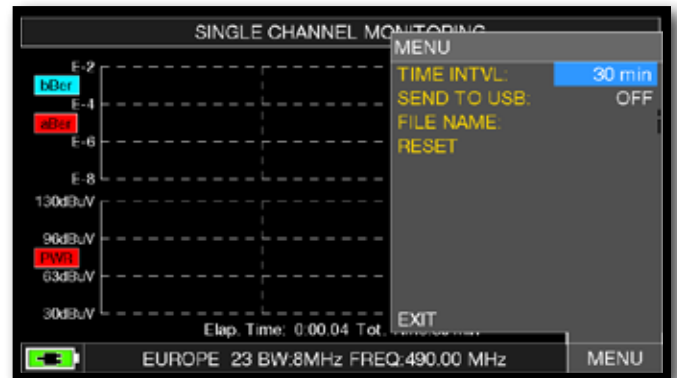 SINGLE CHANNEL MONITORING
MENU
TIME INTVL: 30 min
SEND TO USB: OFF
FILE NAME:
RESET
EXIT
E-2
bBer
E-4
aBer
E-6
E-8
130dBuV
96dBuV
PWR
63dBuV
30dBuV
Elap. Time: 0:00.04 Tot.
EUROPE 23 BW:8MHz FREQ:490.00 MHz
MENU